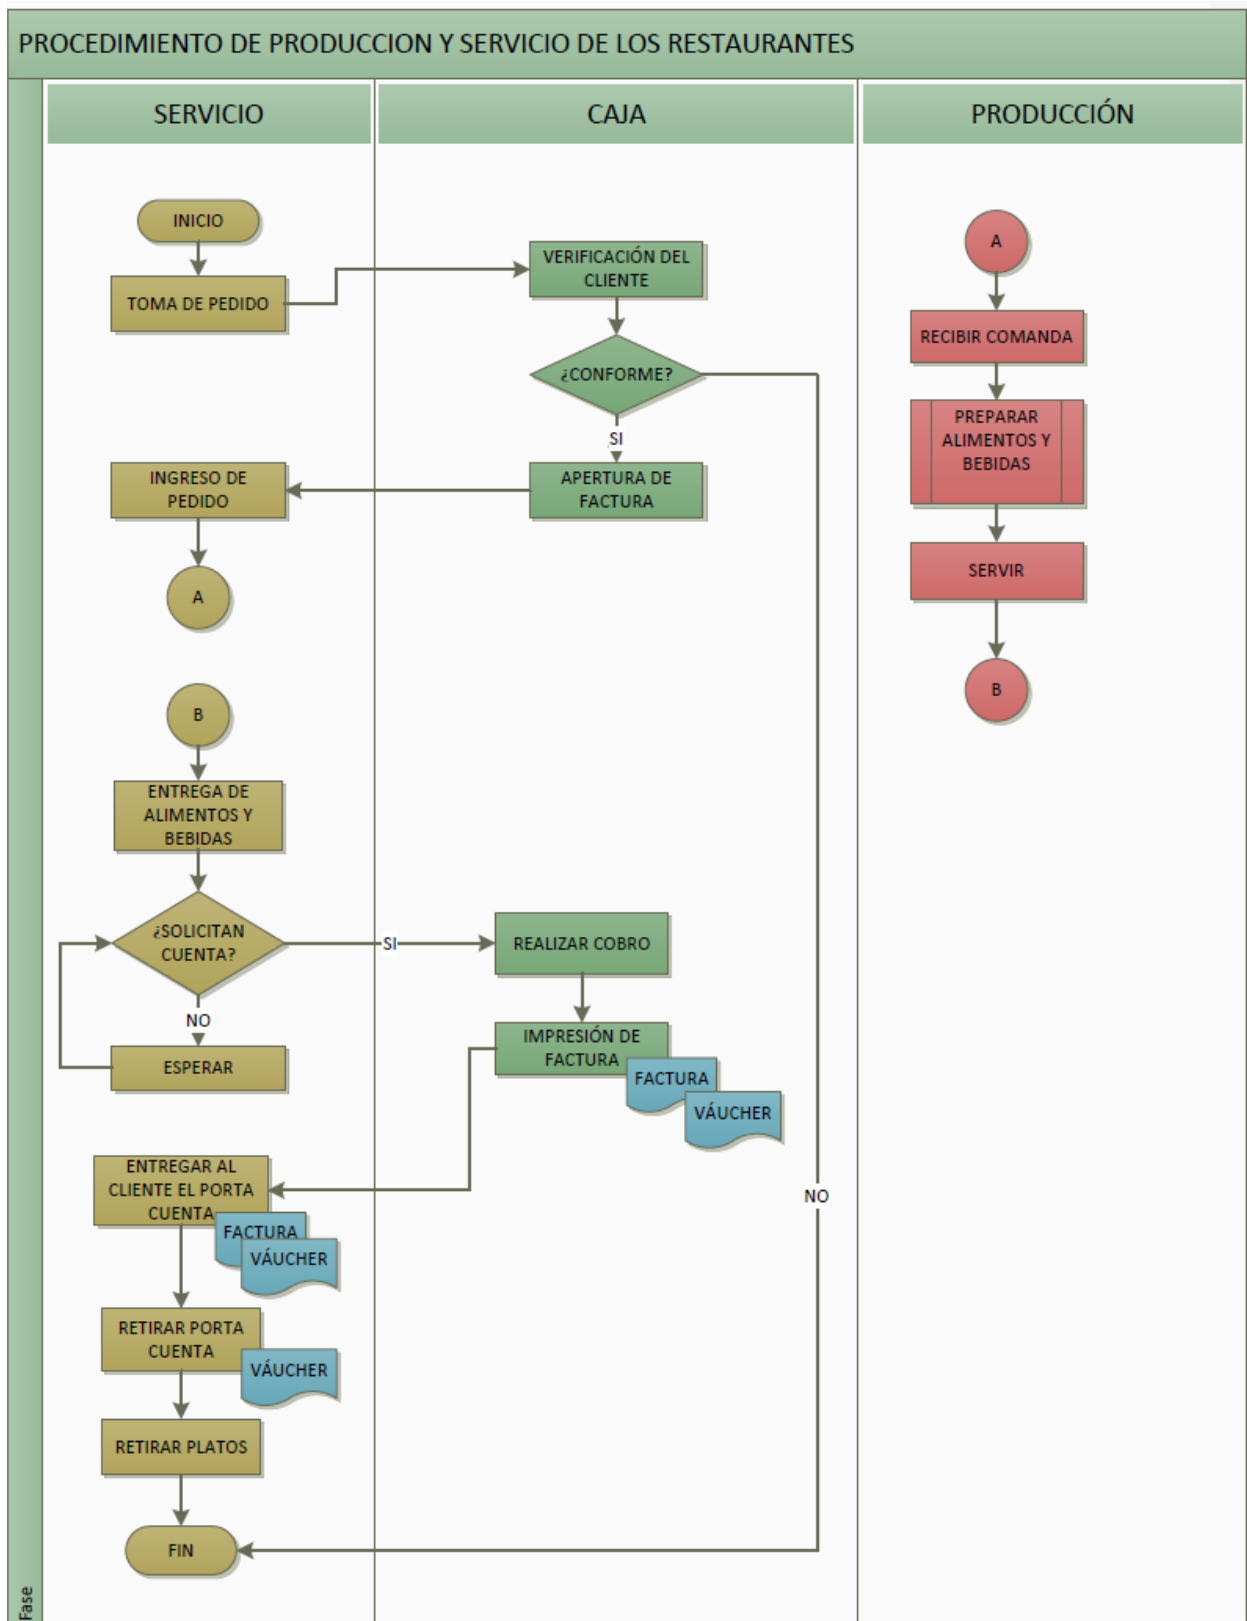 PROCEDIMIENTO DE PRODUCCION Y SERVICIO DE LOS RESTAURANTES
SERVICIO
CAJA
PRODUCCIÓN
INICIO
TOMA DE PEDIDO
VERIFICACIÓN DEL
CLIENTE
¿CONFORME?
SI
APERTURA DE
FACTURA
INGRESO DE
PEDIDO
A
A
RECIBIR COMANDA
PREPARAR
ALIMENTOS Y
BEBIDAS
SERVIR
B
B
ENTREGA DE
ALIMENTOS Y
BEBIDAS
¿SOLICITAN
CUENTA?
NO
ESPERAR
SI
REALIZAR COBRO
IMPRESIÓN DE
FACTURA
FACTURA
VÁUCHER
ENTREGAR AL
CLIENTE EL PORTA
CUENTA
FACTURA
VÁUCHER
RETIRAR PORTA
CUENTA
VÁUCHER
RETIRAR PLATOS
NO
FIN
Fase